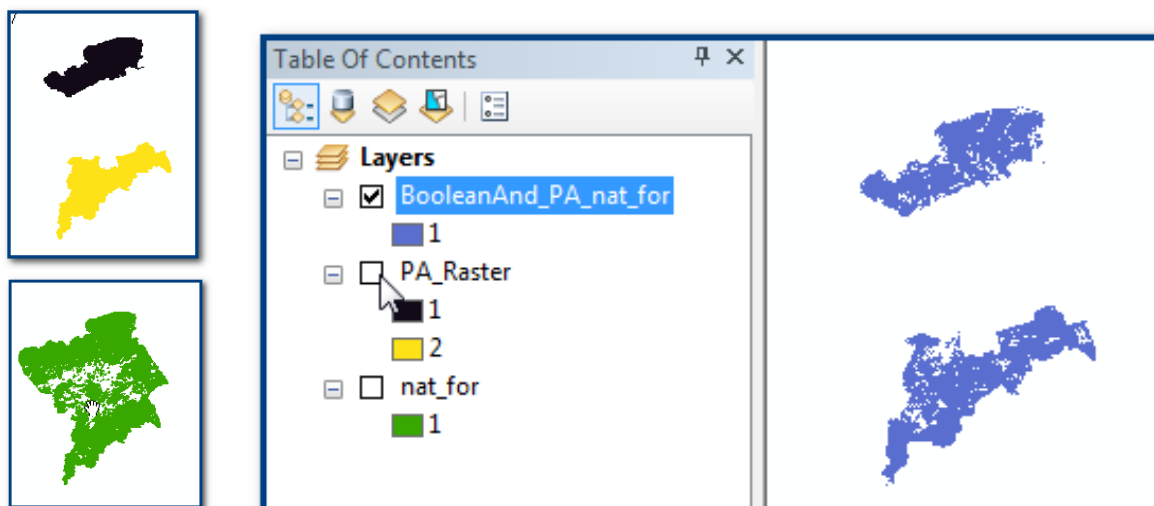 Table Of Contents
Layers
BooleanAnd_PA_nat_for
1
PA_Raster
1
2
nat_for
1